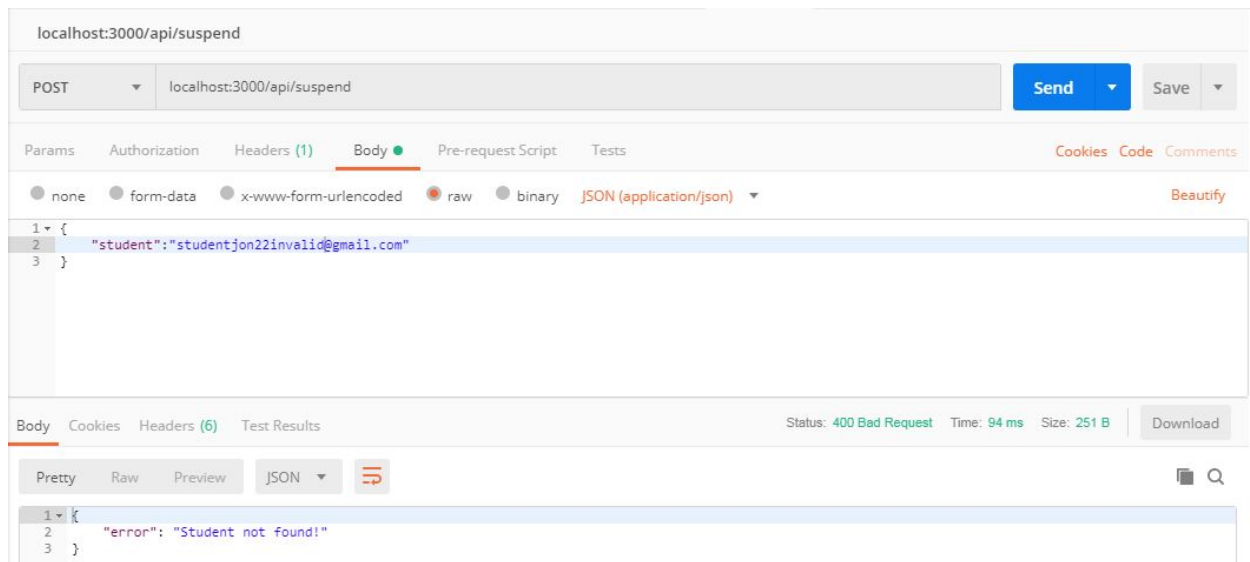 localhost:3000/api/suspend
POST localhost:3000/api/suspend Send Save
Params Authorization Headers (1) Body Pre-request Script Tests Cookies Code Comments
none form-data x-www-form-urlencoded raw binary JSON (application/json) Beautify
1 {
2 "student":"studentjon22invalid@gmail.com"
3 }
Body Cookies Headers (6) Test Results Status: 400 Bad Request Time: 94 ms Size: 251 B Download
Pretty Raw Preview JSON
1 {
2 "error": "Student not found!"
3 }